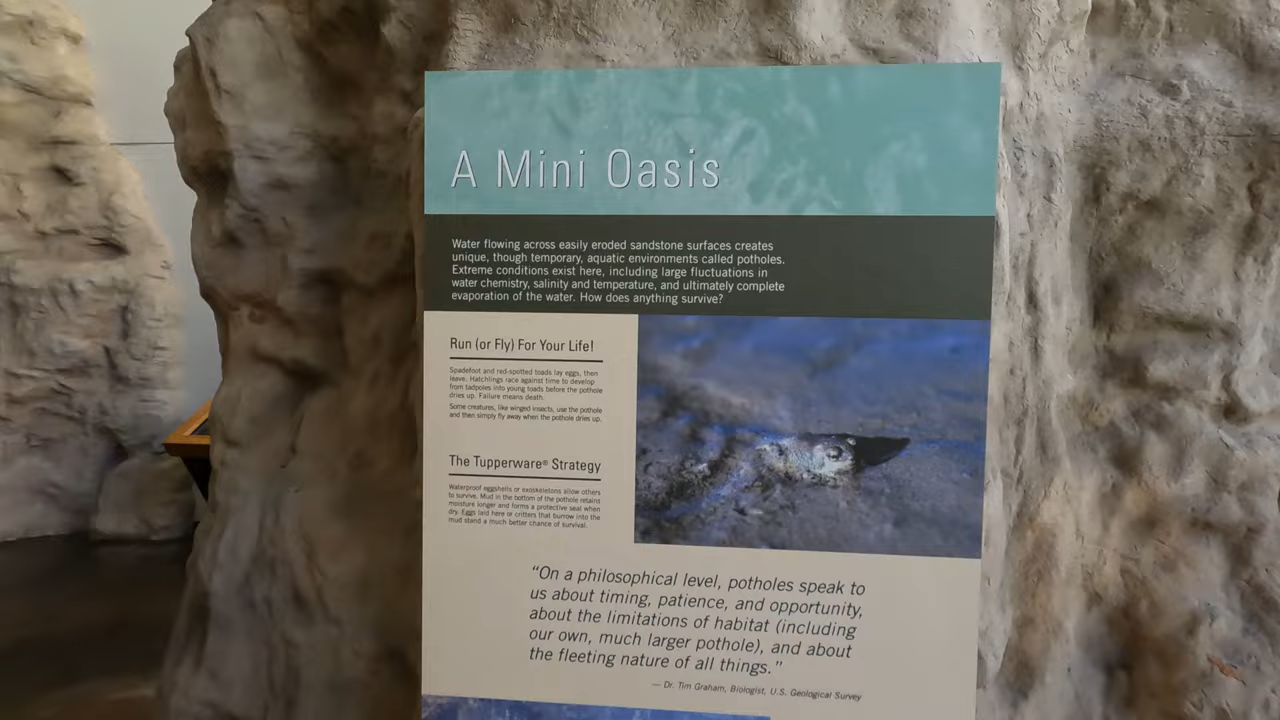 A Mini Oasis
Water flowing across easily eroded sandstone surfaces creates
unique, though temporary, aquatic environments called potholes.
Extreme conditions exist here, including large fluctuations in
water chemistry, salinity and temperature, and ultimately complete
evaporation of the water. How does anything survive?
Run (or Fly) For Your Life!
Spadefoot and red-spotted toads lay eggs, then
leave. Hatchlings race against time to develop
from tadpoles into young toads before the pothole
dries up. Failure means death.
Some creatures, like winged insects, use the pothole
and then simply fly away when the pothole dries up.
The Tupperware® Strategy
Waterproof eggshells or exoskeletons allow others
to survive. Mud in the bottom of the pothole retains
moisture longer and forms a protective seal when
dry. Eggs laid here or critters that burrow into the
mud stand a much better chance of survival.
“On a philosophical level, potholes speak to
us about timing, patience, and opportunity,
about the limitations of habitat (including
our own, much larger pothole), and about
the fleeting nature of all things.”
— Dr. Tim Graham, Biologist, U.S. Geological Survey